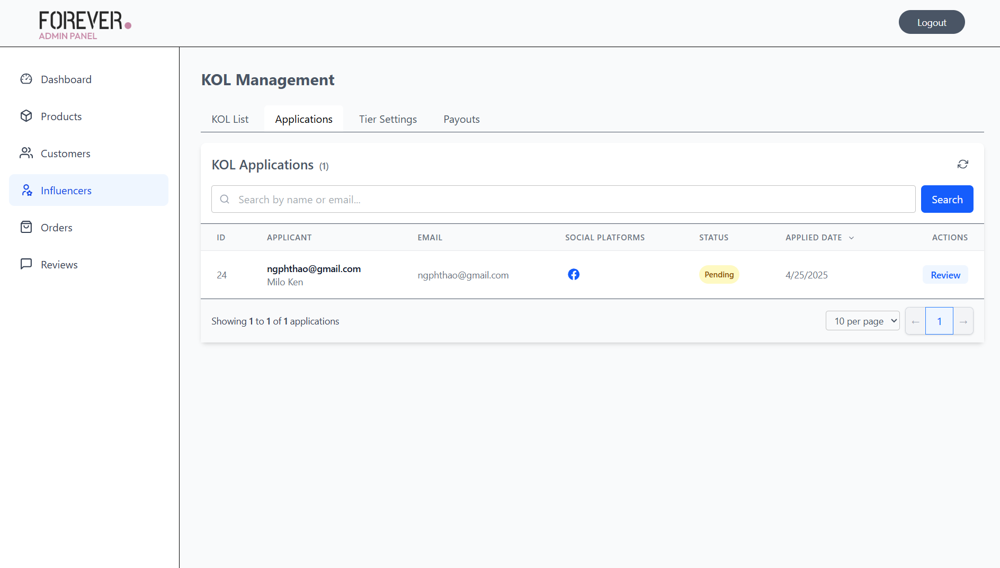 FOREVER.
ADMIN PANEL
Logout
Dashboard
Products
Customers
Influencers
Orders
Reviews
KOL Management
KOL List Applications Tier Settings Payouts
KOL Applications (1)
Search by name or email... Search
ID APPLICANT EMAIL SOCIAL PLATFORMS STATUS APPLIED DATE ACTIONS
24 ngphthao@gmail.com ngphthao@gmail.com Pending 4/25/2025 Review
Milo Ken
Showing 1 to 1 of 1 applications 10 per page ← 1 →